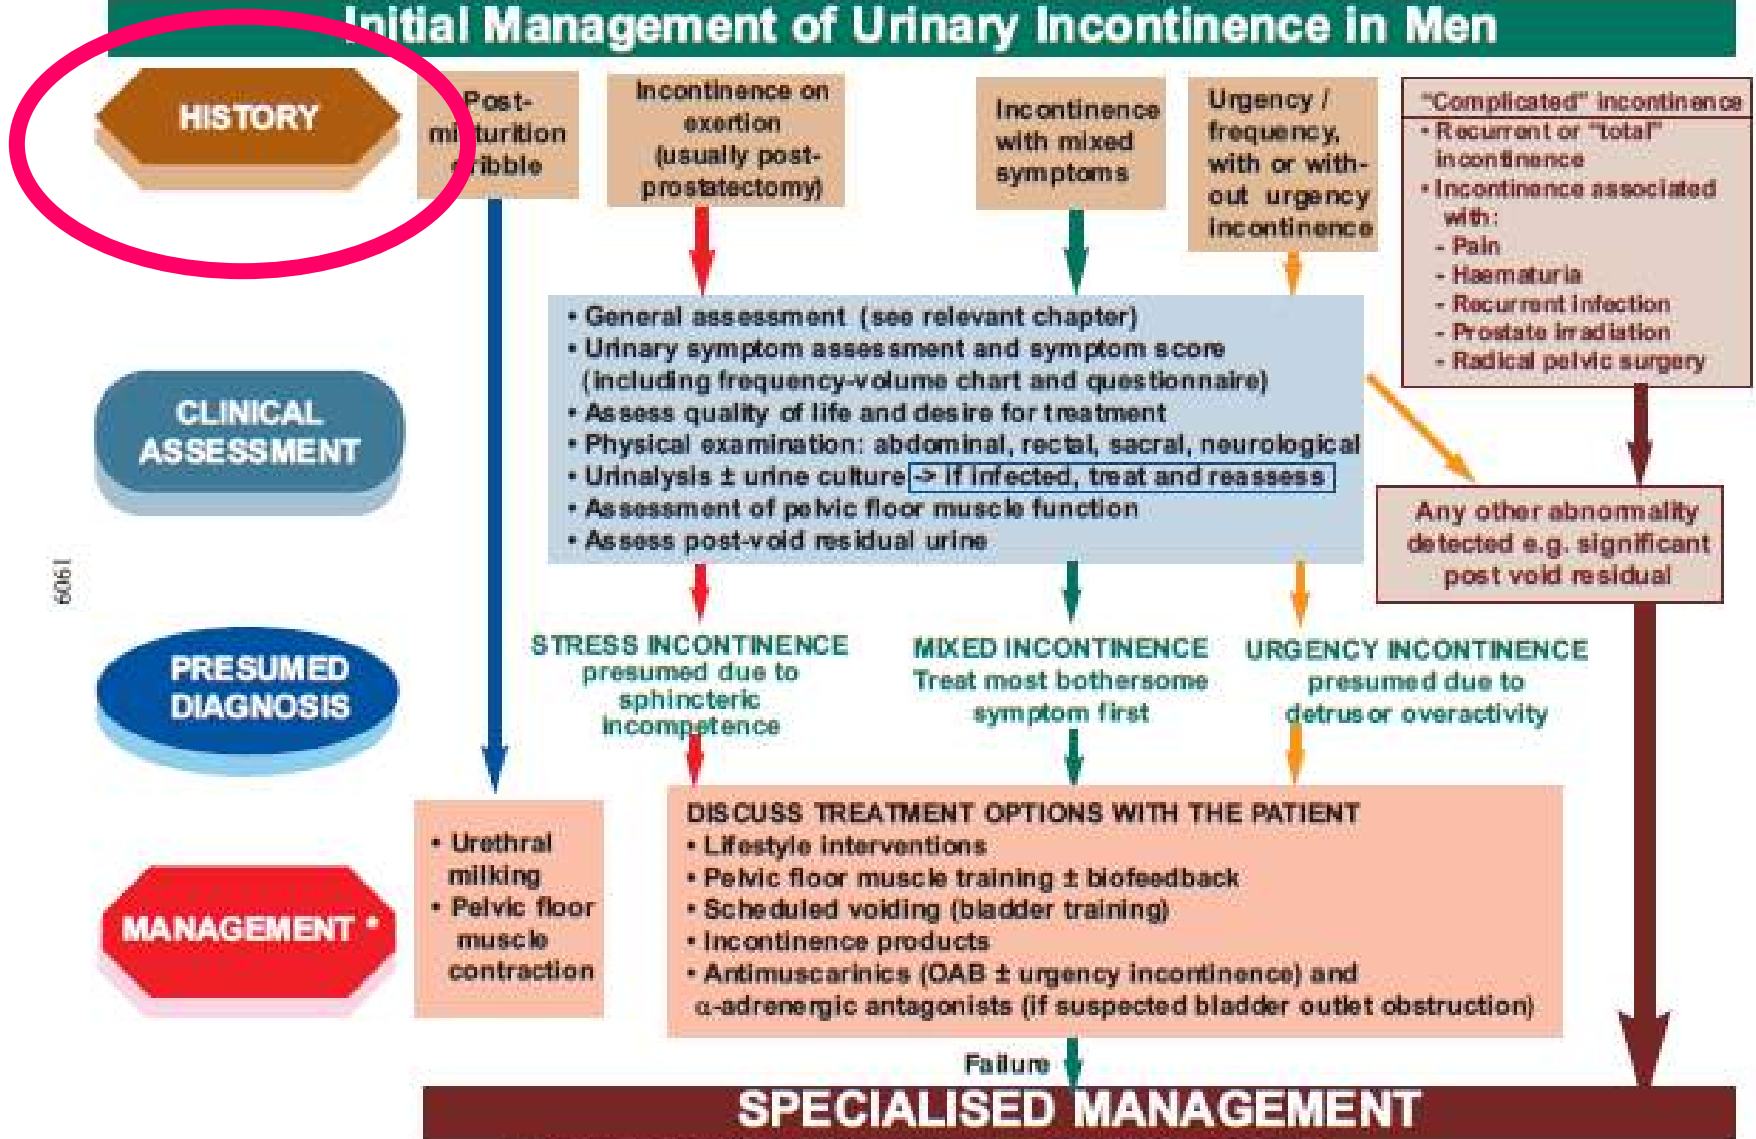 Initial Management of Urinary Incontinence in Men
HISTORY
Post-
micturition
dribble
Incontinence on
exertion
(usually post-
prostatectomy)
Incontinence
with mixed
symptoms
Urgency /
frequency,
with or with-
out urgency
incontinence
“Complicated” incontinence
• Recurrent or “total”
incontinence
• Incontinence associated
with:
- Pain
- Haematuria
- Recurrent infection
- Prostate irradiation
- Radical pelvic surgery
CLINICAL
ASSESSMENT
• General assessment (see relevant chapter)
• Urinary symptom assessment and symptom score
(including frequency-volume chart and questionnaire)
• Assess quality of life and desire for treatment
• Physical examination: abdominal, rectal, sacral, neurological
• Urinalysis ± urine culture -> if infected, treat and reassess
• Assessment of pelvic floor muscle function
• Assess post-void residual urine
Any other abnormality
detected e.g. significant
post void residual
1909
PRESUMED
DIAGNOSIS
STRESS INCONTINENCE
presumed due to
sphincteric
incompetence
MIXED INCONTINENCE
Treat most bothersome
symptom first
URGENCY INCONTINENCE
presumed due to
detrusor overactivity
MANAGEMENT *
• Urethral
milking
• Pelvic floor
muscle
contraction
DISCUSS TREATMENT OPTIONS WITH THE PATIENT
• Lifestyle interventions
• Pelvic floor muscle training ± biofeedback
• Scheduled voiding (bladder training)
• Incontinence products
• Antimuscarinics (OAB ± urgency incontinence) and
α-adrenergic antagonists (if suspected bladder outlet obstruction)
Failure
SPECIALISED MANAGEMENT